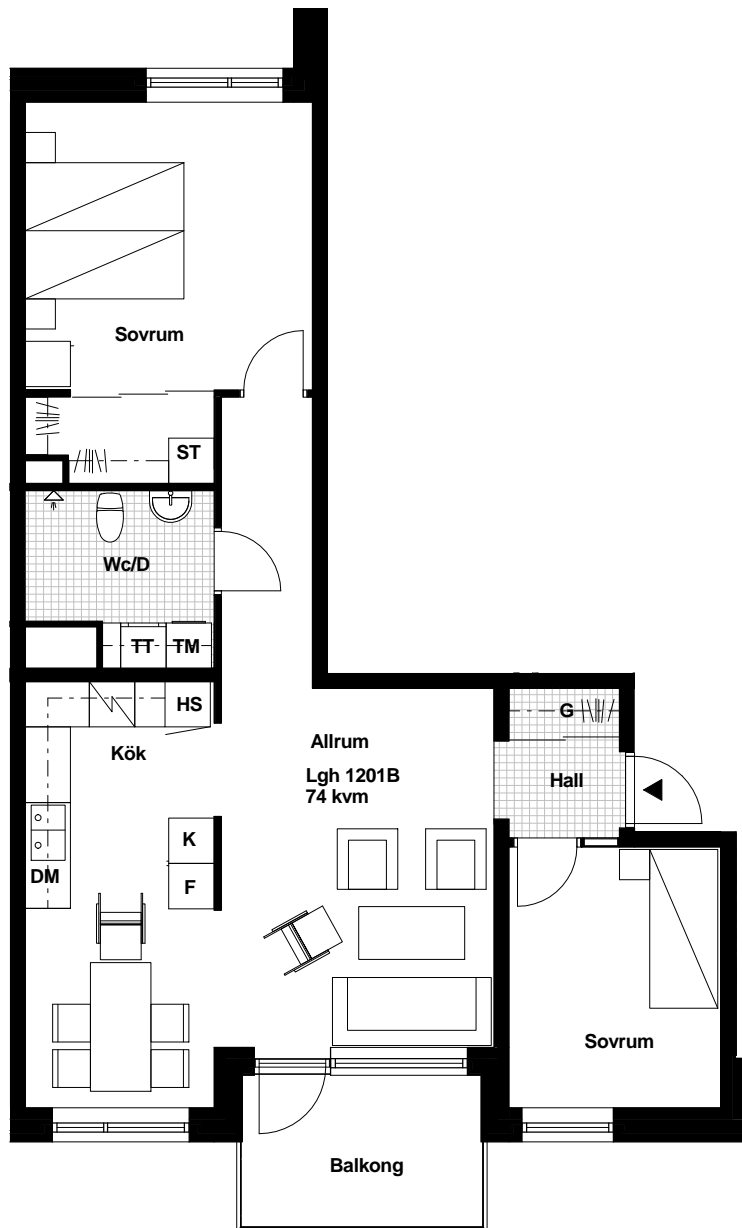 Sovrum
ST
Wc/D
TT
TM
HS
Kök
Allrum
Lgh 1201B
74 kvm
G
Hall
K
F
DM
Sovrum
Balkong